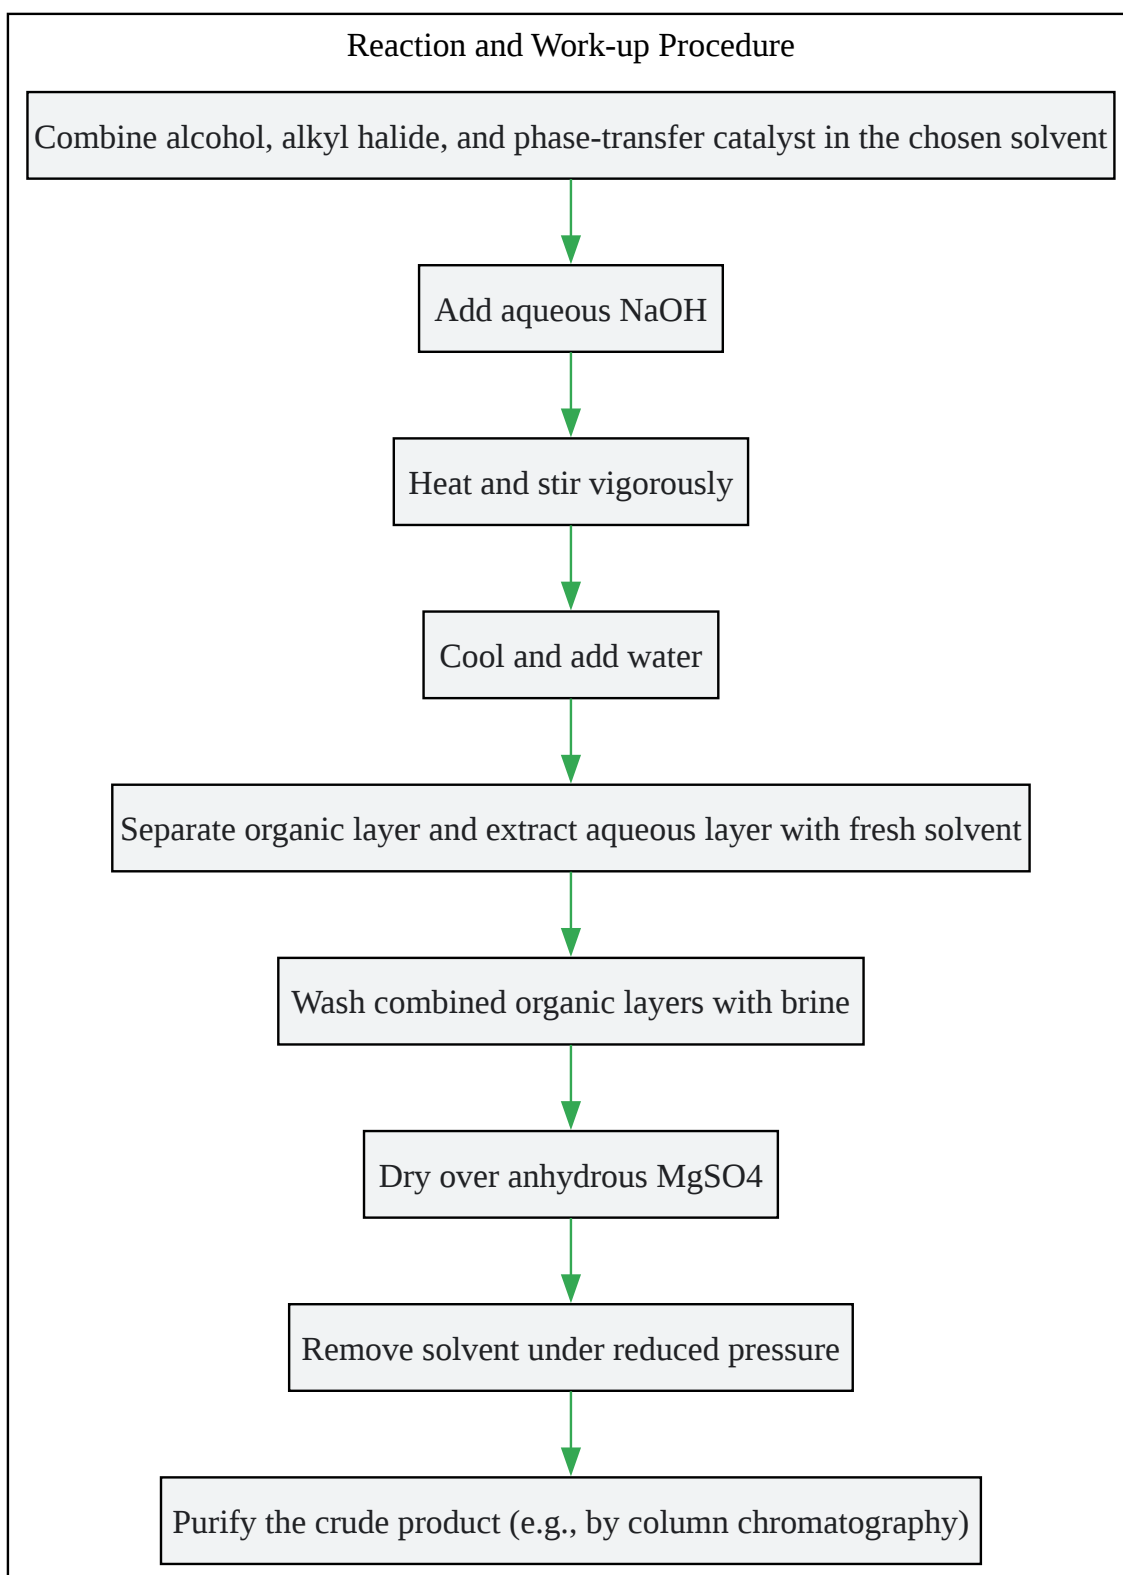 Reaction and Work-up Procedure
Combine alcohol, alkyl halide, and phase-transfer catalyst in the chosen solvent
Add aqueous NaOH
Heat and stir vigorously
Cool and add water
Separate organic layer and extract aqueous layer with fresh solvent
Wash combined organic layers with brine
Dry over anhydrous MgSO4
Remove solvent under reduced pressure
Purify the crude product (e.g., by column chromatography)